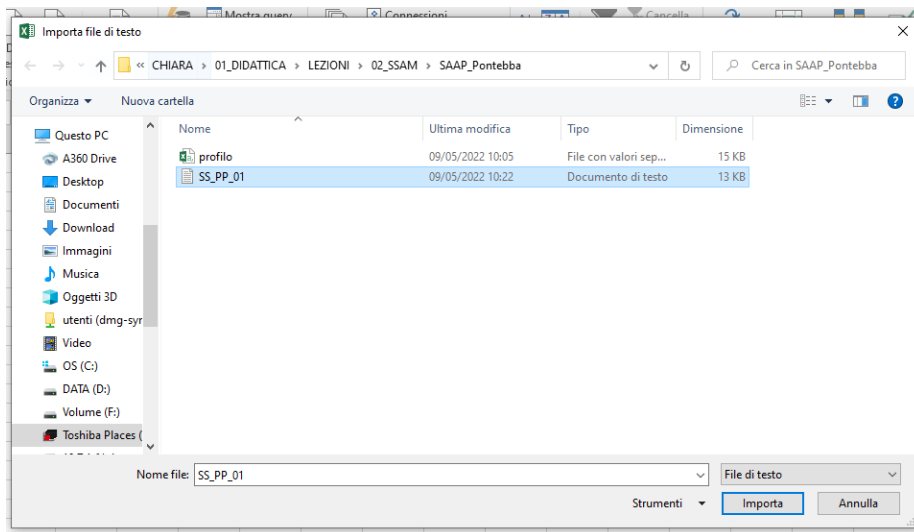 Mostra query
Connessioni
Cancella
Importa file di testo
« CHIARA › 01_DIDATTICA › LEZIONI › 02_SSAM › SAAP_Pontebba
Cerca in SAAP_Pontebba
Organizza
Nuova cartella
Nome Ultima modifica Tipo Dimensione
profilo 09/05/2022 10:05 File con valori sep... 15 KB
SS_PP_01 09/05/2022 10:22 Documento di testo 13 KB
Questo PC
A360 Drive
Desktop
Documenti
Download
Immagini
Musica
Oggetti 3D
utenti (dmg-syr
Video
OS (C:)
DATA (D:)
Volume (F:)
Toshiba Places (
Nome file: SS_PP_01
File di testo
Strumenti
Importa
Annulla